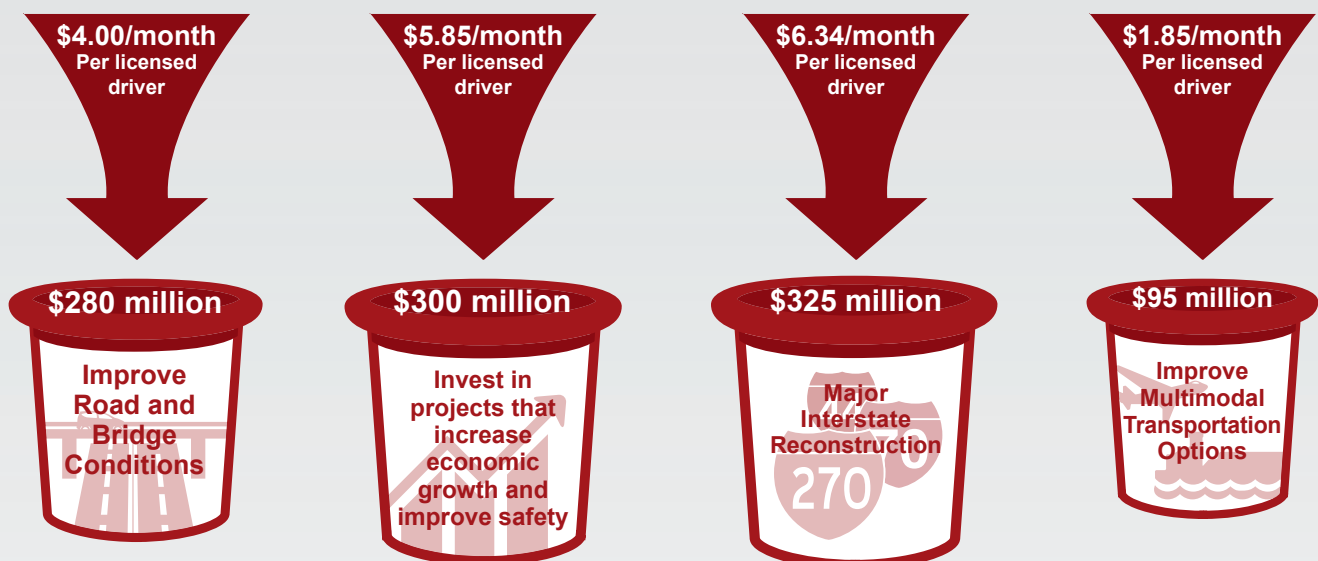 $4.00/month
Per licensed
driver
$5.85/month
Per licensed
driver
$6.34/month
Per licensed
driver
$1.85/month
Per licensed
driver
$280 million
Improve
Road and
Bridge
Conditions
$300 million
Invest in
projects that
increase
economic
growth and
improve safety
$325 million
44
70
270
Major
Interstate
Reconstruction
$95 million
Improve
Multimodal
Transportation
Options